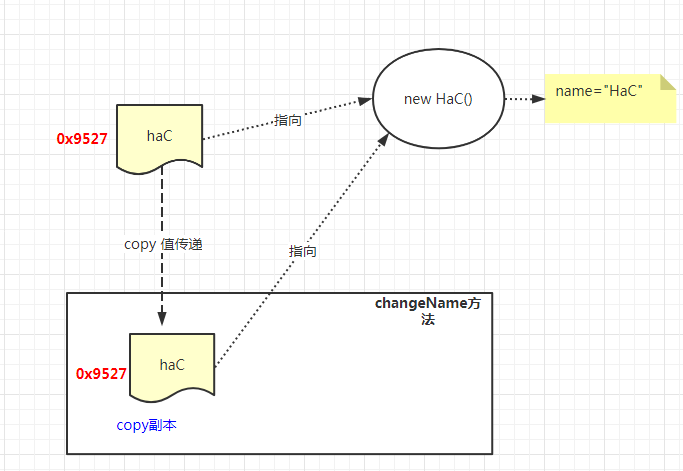 name="HaC"
new HaC()
指向
0x9527
haC
copy 值传递
指向
changeName方
法
0x9527
haC
copy副本